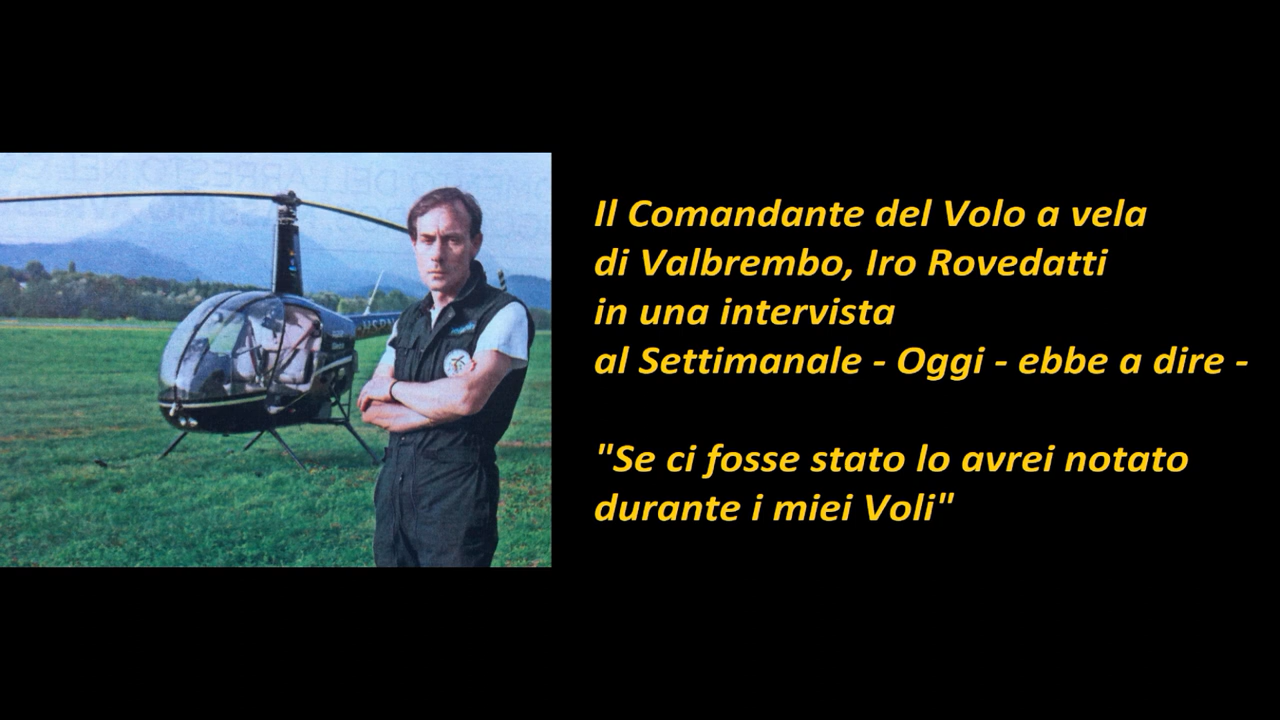 Il Comandante del Volo a vela
di Valbrembo, Iro Rovedatti
in una intervista
al Settimanale - Oggi - ebbe a dire -
"Se ci fosse stato lo avrei notato
durante i miei Voli"